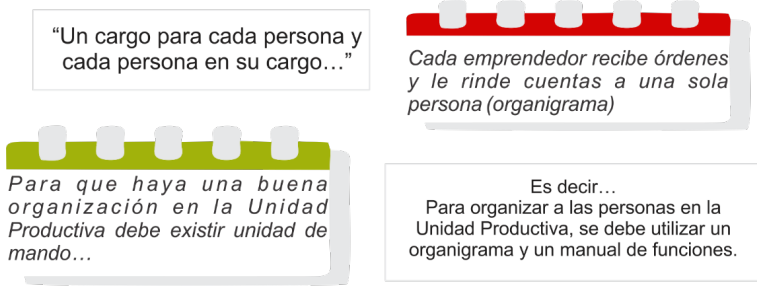 “Un cargo para cada persona y
cada persona en su cargo…”
Cada emprendedor recibe órdenes
y le rinde cuentas a una sola
persona (organigrama)
Para que haya una buena
organización en la Unidad
Productiva debe existir unidad de
mando…
Es decir…
Para organizar a las personas en la
Unidad Productiva, se debe utilizar un
organigrama y un manual de funciones.